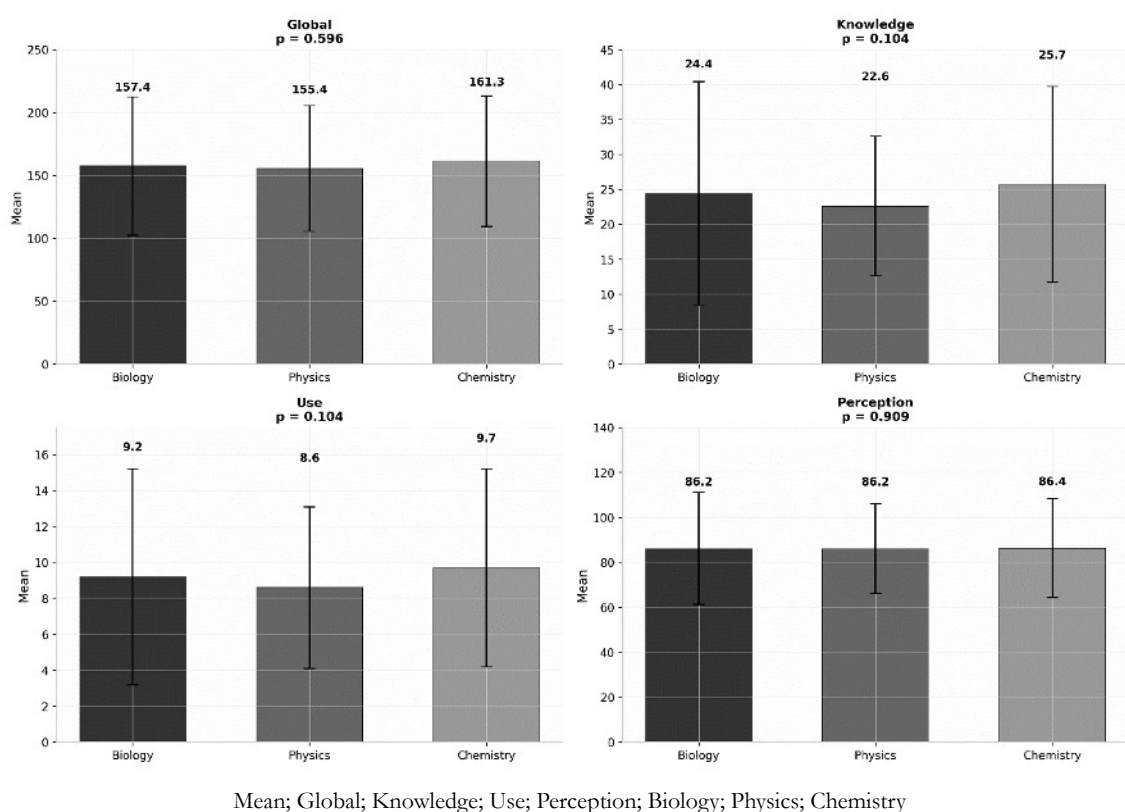 Global
p = 0.596
250
200
150
100
50
0
Mean
157.4
155.4
161.3
Biology
Physics
Chemistry
Knowledge
p = 0.104
45
40
35
30
25
20
15
10
5
0
Mean
24.4
22.6
25.7
Biology
Physics
Chemistry
Use
p = 0.104
16
14
12
10
8
6
4
2
0
Mean
9.2
8.6
9.7
Biology
Physics
Chemistry
Perception
p = 0.909
140
120
100
80
60
40
20
0
Mean
86.2
86.2
86.4
Biology
Physics
Chemistry
Mean; Global; Knowledge; Use; Perception; Biology; Physics; Chemistry